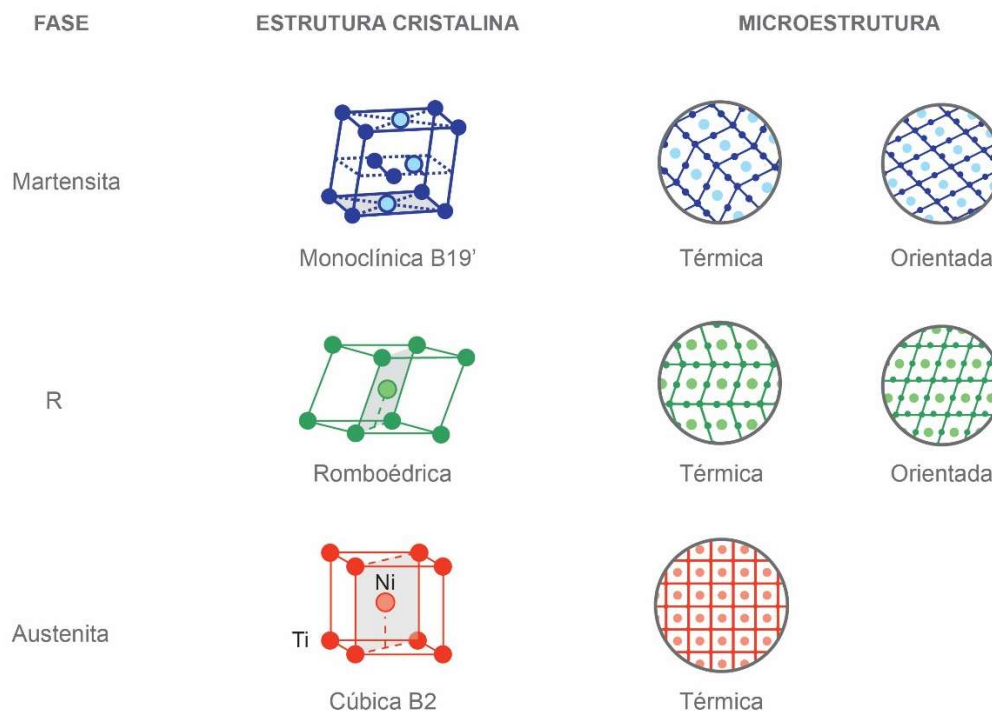 FASE ESTRUTURA CRISTALINA MICROESTRUTURA
Martensita
Monoclínica B19’ Térmica Orientada
R
Romboédrica Térmica Orientada
Ni
Ti
Austenita
Cúbica B2 Térmica